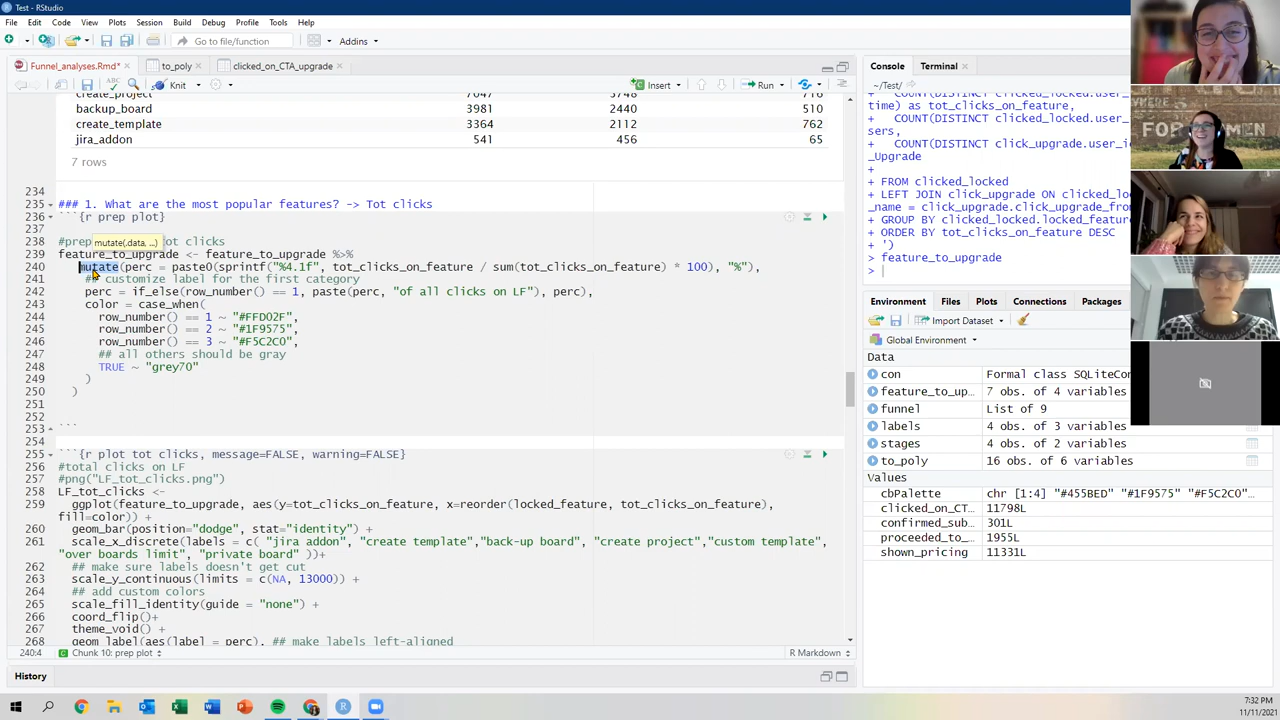 Test - RStudio
File Edit Code View Plots Session Build Debug Profile Tools Help
Go to file/function Addins
Funnel_analyses.Rmd* to_poly clicked_on_CTA_upgrade
Knit Insert Run
create_project 7047 3748 716
backup_board 3981 2440 510
create_template 3364 2112 762
jira_addon 541 456 65
7 rows
234
235 ### 1. What are the most popular features? -> Tot clicks
236 ```{r prep plot}
237
238 #prep ot clicks
mutate(.data, ...)
239 feature_to_upgrade <- feature_to_upgrade %>%
240 mutate(perc = paste0(sprintf("%4.1f", tot_clicks_on_feature / sum(tot_clicks_on_feature) * 100), "%"),
241 ## customize label for the first category
242 perc = if_else(row_number() == 1, paste(perc, "of all clicks on LF"), perc),
243 color = case_when(
244 row_number() == 1 ~ "#FFD02F",
245 row_number() == 2 ~ "#1F9575",
246 row_number() == 3 ~ "#F5C2C0",
247 ## all others should be gray
248 TRUE ~ "grey70"
249 )
250 )
251
252
253 ```
254
255 ```{r plot tot clicks, message=FALSE, warning=FALSE}
256 #total clicks on LF
257 #png("LF_tot_clicks.png")
258 LF_tot_clicks <-
259 ggplot(feature_to_upgrade, aes(y=tot_clicks_on_feature, x=reorder(locked_feature, tot_clicks_on_feature),
fill=color)) +
260 geom_bar(position="dodge", stat="identity") +
261 scale_x_discrete(labels = c( "jira addon", "create template","back-up board", "create project","custom template",
"over boards limit", "private board" ))+
262 ## make sure labels doesn't get cut
263 scale_y_continuous(limits = c(NA, 13000)) +
264 ## add custom colors
265 scale_fill_identity(guide = "none") +
266 coord_flip()+
267 theme_void() +
268 geom_label(aes(label = perc), ## make labels left-aligned
240:4 Chunk 10: prep plot R Markdown
History
Console Terminal
~/Test/
+ COUNT(DISTINCT clicked_locked.user_
time) as tot_clicks_on_feature,
+ COUNT(DISTINCT clicked_locked.u
sers,
+ COUNT(DISTINCT click_upgrade.user_i
_Upgrade
+
+ FROM clicked_locked
+ LEFT JOIN click_upgrade ON clicked_loc
_name = click_upgrade.click_upgrade_from
+ GROUP BY clicked_locked.locked_feature
+ ORDER BY tot_clicks_on_feature DESC
+ ')
> feature_to_upgrade
>
Environment Files Plots Connections Packages
Import Dataset
Global Environment
Data
con Formal class SQLiteCon
feature_to_up… 7 obs. of 4 variables
funnel List of 9
labels 4 obs. of 3 variables
stages 4 obs. of 2 variables
to_poly 16 obs. of 6 variables
Values
cbPalette chr [1:4] "#455BED" "#1F9575" "#F5C2C0"…
clicked_on_CT… 11798L
confirmed_sub… 301L
proceeded_to_… 1955L
shown_pricing 11331L
7:32 PM
11/11/2021